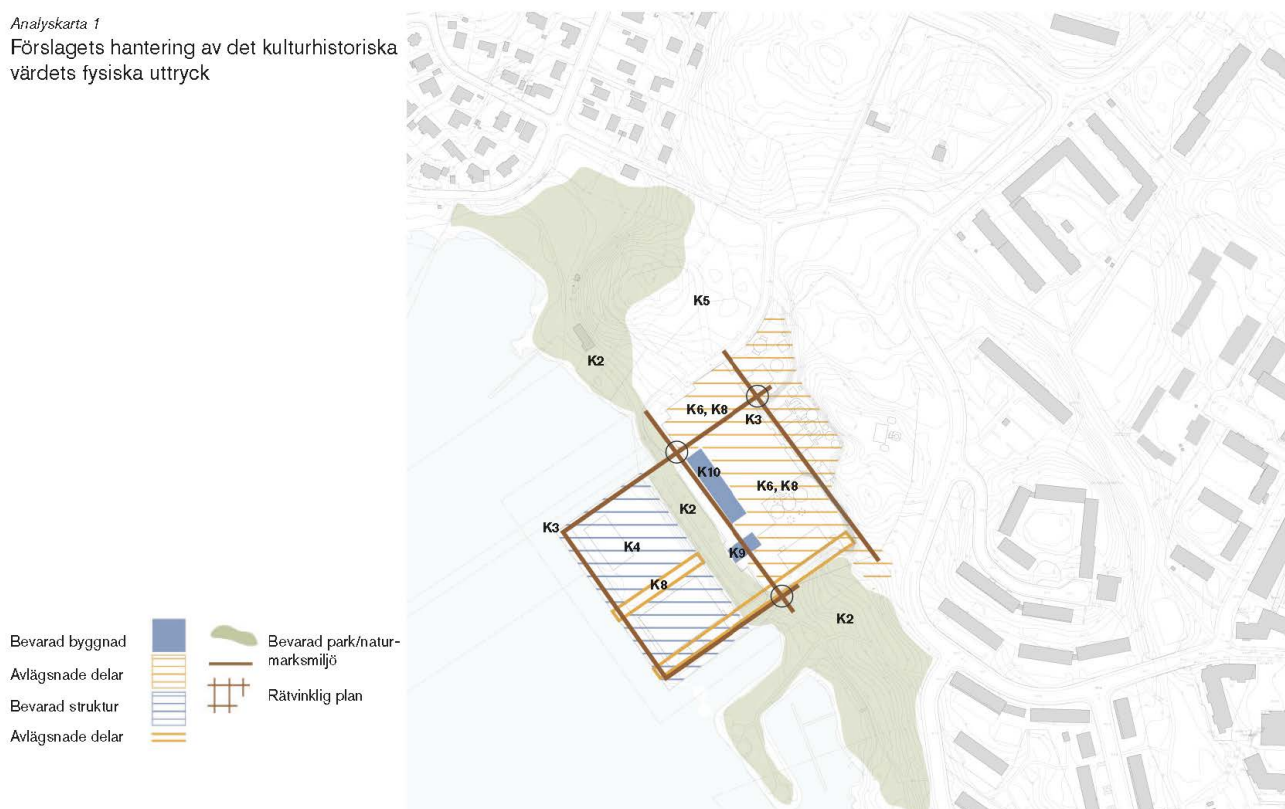 Analyskarta 1
Förslagets hantering av det kulturhistoriska
värdets fysiska uttryck
K5
K2
K6, K8
K3
K10
K6, K8
K2
K3
K4
K9
K8
K2
Bevarad byggnad
Avlägsnade delar
Bevarad struktur
Avlägsnade delar
Bevarad park/natur-
marksmiljö
Rätvinklig plan